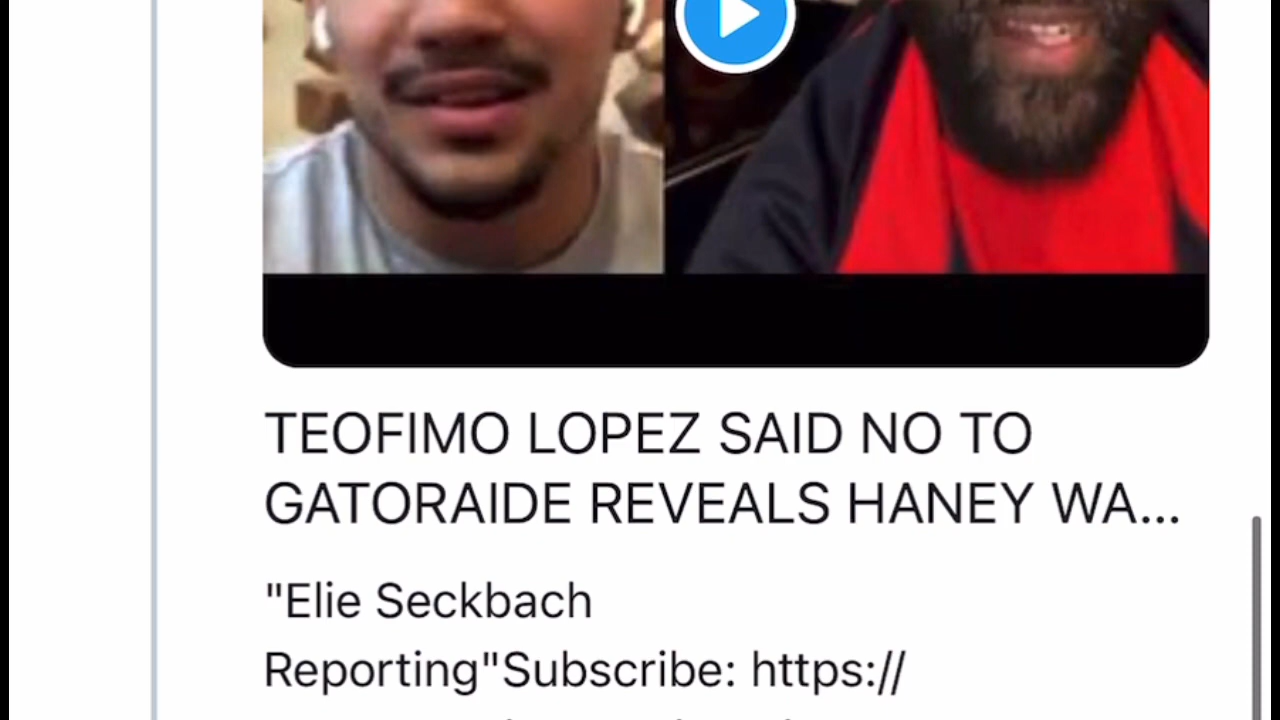 TEOFIMO LOPEZ SAID NO TO
GATORAIDE REVEALS HANEY WA...
"Elie Seckbach
Reporting"Subscribe: https://